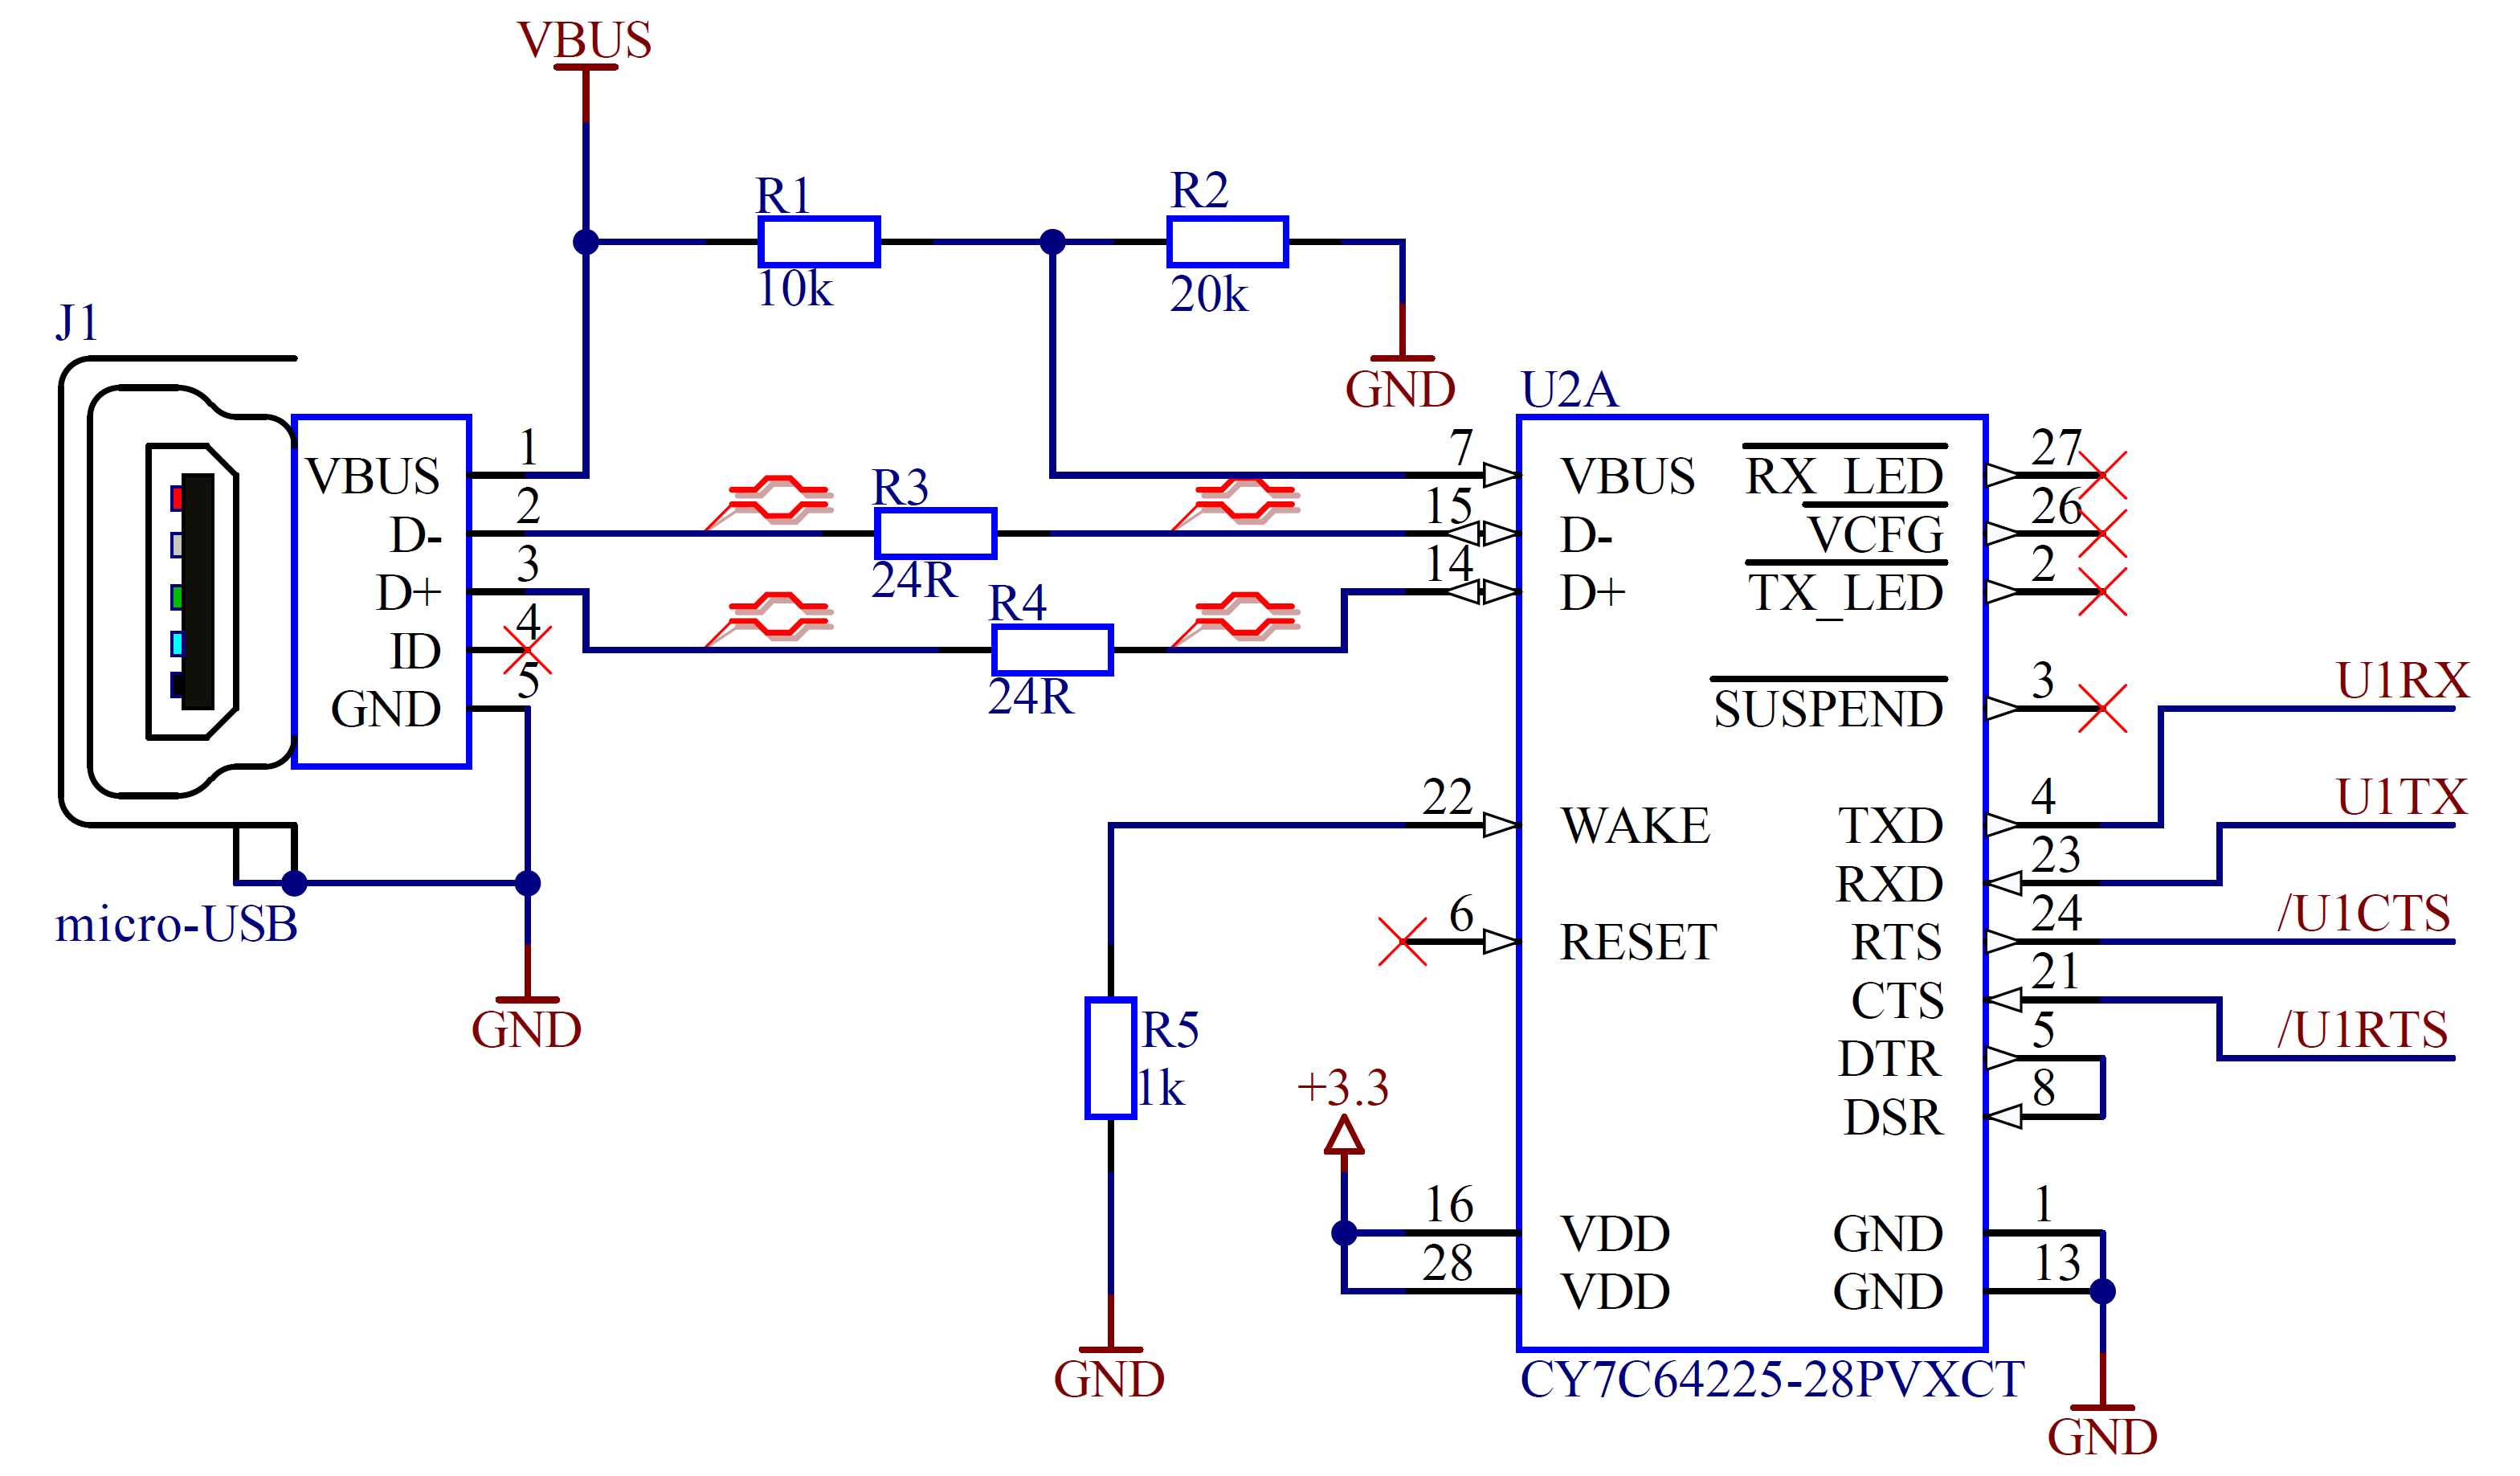 VBUS
R1
10k
R2
20k
GND
J1
VBUS
D-
D+
ID
GND
1
2
3
4
5
micro-USB
GND
R3
24R
R4
24R
R5
1k
GND
+3.3
U2A
7
15
14
22
6
16
28
VBUS
D-
D+
WAKE
RESET
VDD
VDD
RX_LED
VCFG
TX_LED
SUSPEND
TXD
RXD
RTS
CTS
DTR
DSR
GND
GND
27
26
2
3
4
23
24
21
5
8
1
13
U1RX
U1TX
/U1CTS
/U1RTS
CY7C64225-28PVXCT
GND